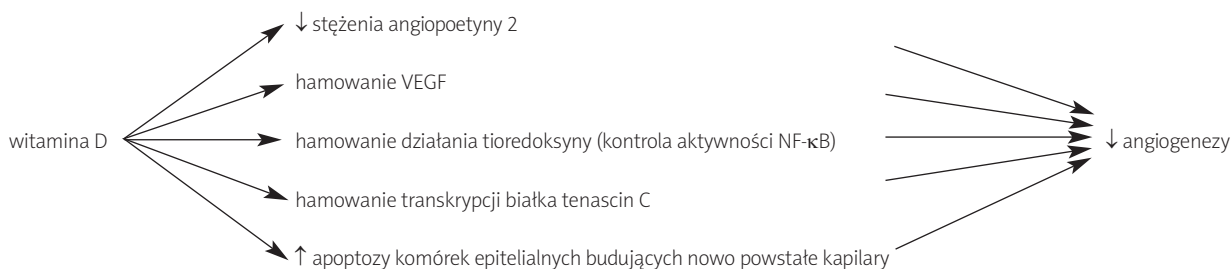 ↓ stężenia angiopoetyny 2
hamowanie VEGF
witamina D
hamowanie działania tioredoksyny (kontrola aktywności NF-κB)
↓ angiogenezy
hamowanie transkrypcji białka tenascin C
↑ apoptozy komórek epitelialnych budujących nowo powstałe kapilary